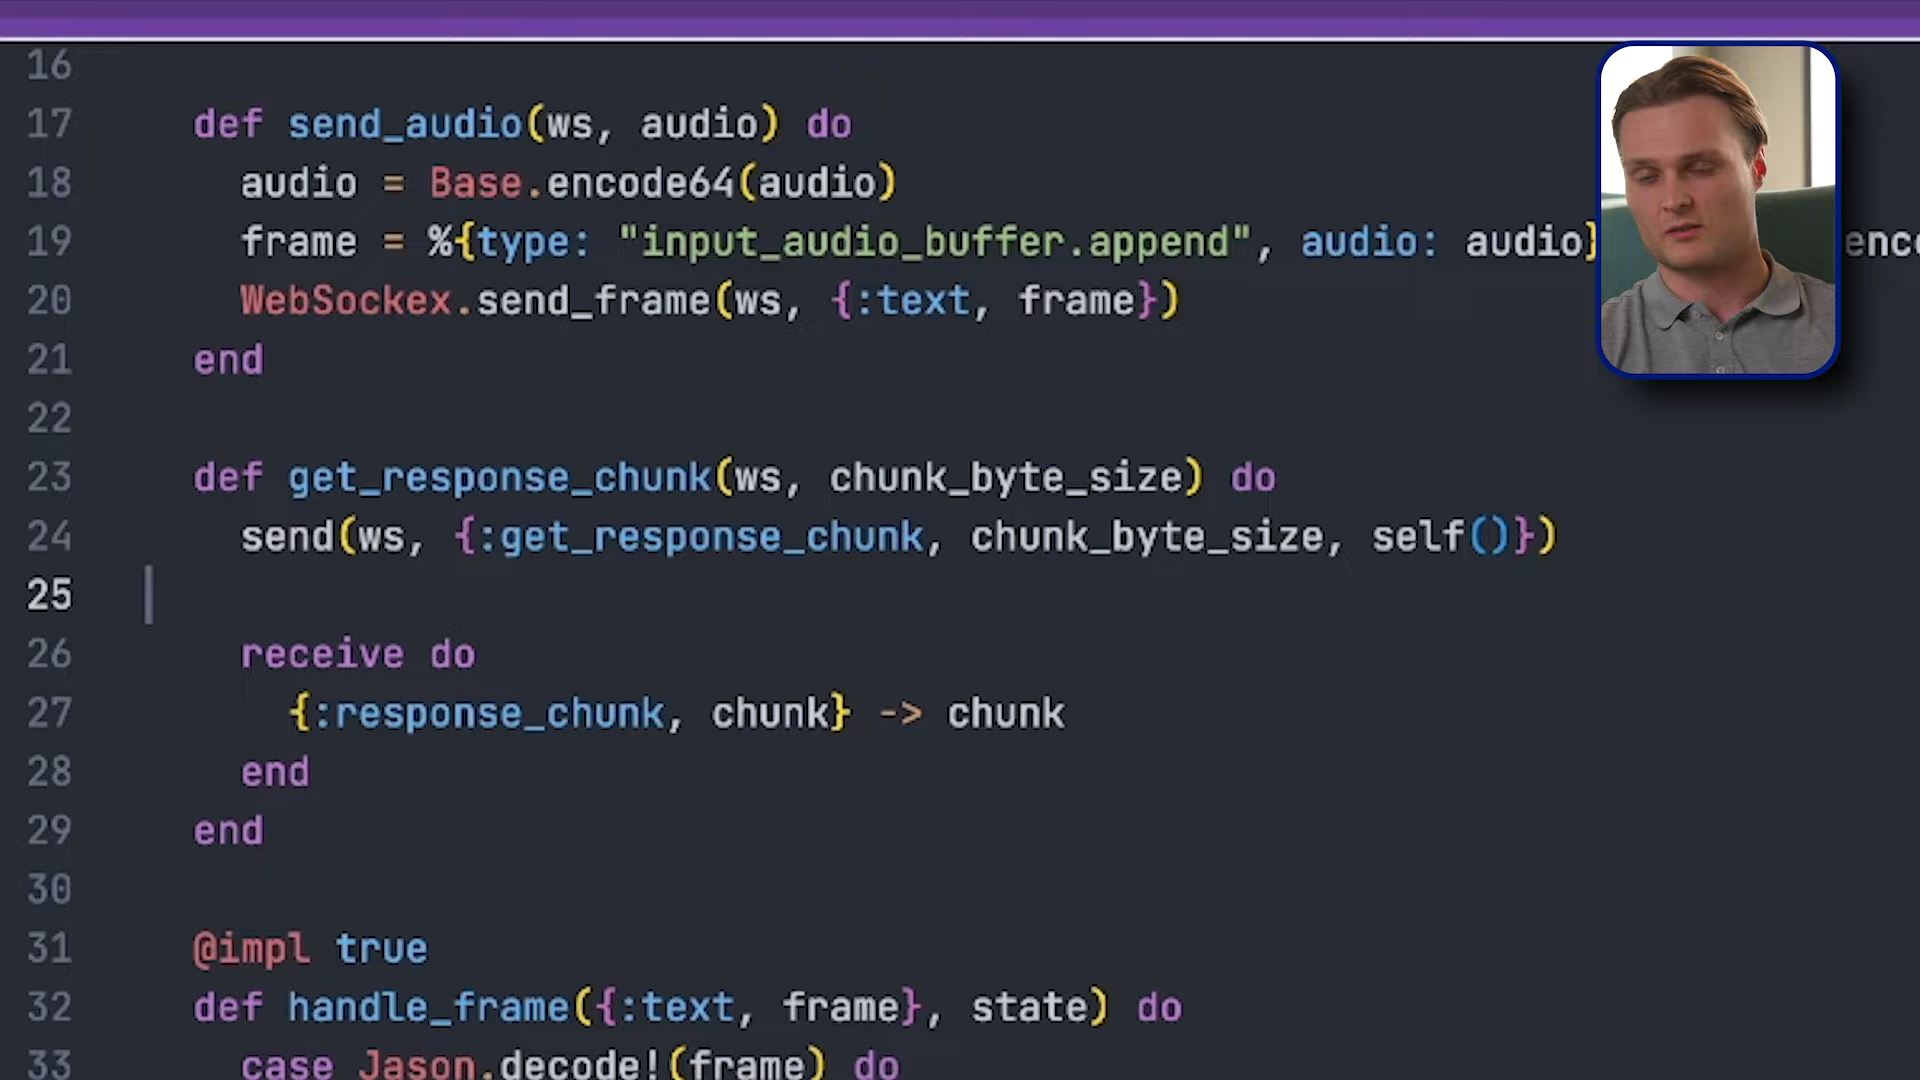 16
17 def send_audio(ws, audio) do
18 audio = Base.encode64(audio)
19 frame = %{type: "input_audio_buffer.append", audio: audio}
20 WebSockex.send_frame(ws, {:text, frame})
21 end
22
23 def get_response_chunk(ws, chunk_byte_size) do
24 send(ws, {:get_response_chunk, chunk_byte_size, self()})
25
26 receive do
27 {:response_chunk, chunk} -> chunk
28 end
29 end
30
31 @impl true
32 def handle_frame({:text, frame}, state) do
33 case Jason.decode!(frame) do